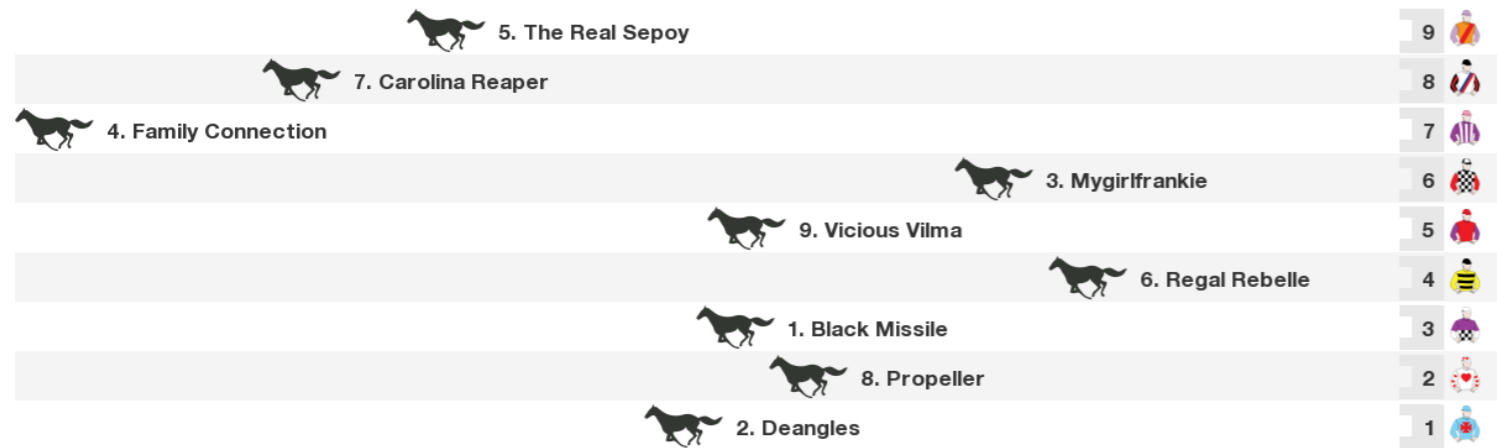 5. The Real Sepoy 9
7. Carolina Reaper 8
4. Family Connection 7
3. Mygirlfrankie 6
9. Vicious Vilma 5
6. Regal Rebelle 4
1. Black Missile 3
8. Propeller 2
2. Deangles 1